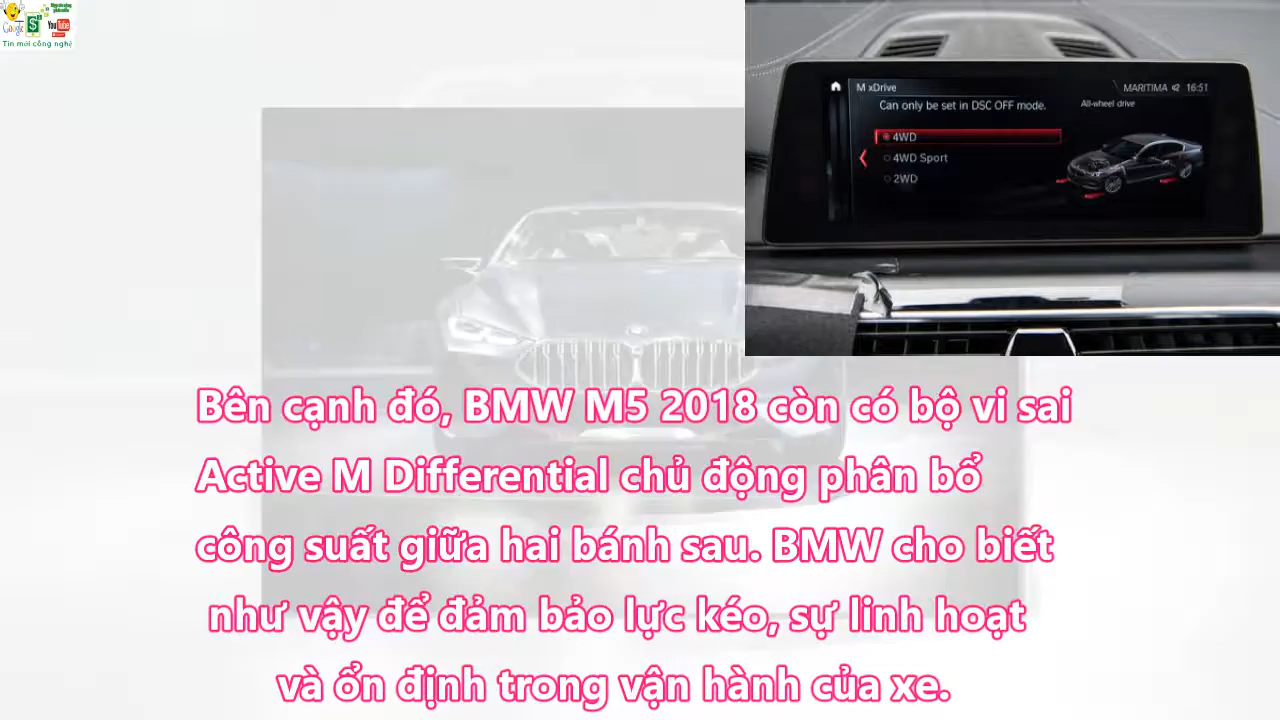 Google
$
YouTube
Tin mới công nghệ
M xDrive
MARITIMA
16:51
Can only be set in DSC OFF mode.
All-wheel drive
4WD
4WD Sport
2WD
Bên cạnh đó, BMW M5 2018 còn có bộ vi sai
Active M Differential chủ động phân bổ
công suất giữa hai bánh sau. BMW cho biết
như vậy để đảm bảo lực kéo, sự linh hoạt
và ổn định trong vận hành của xe.